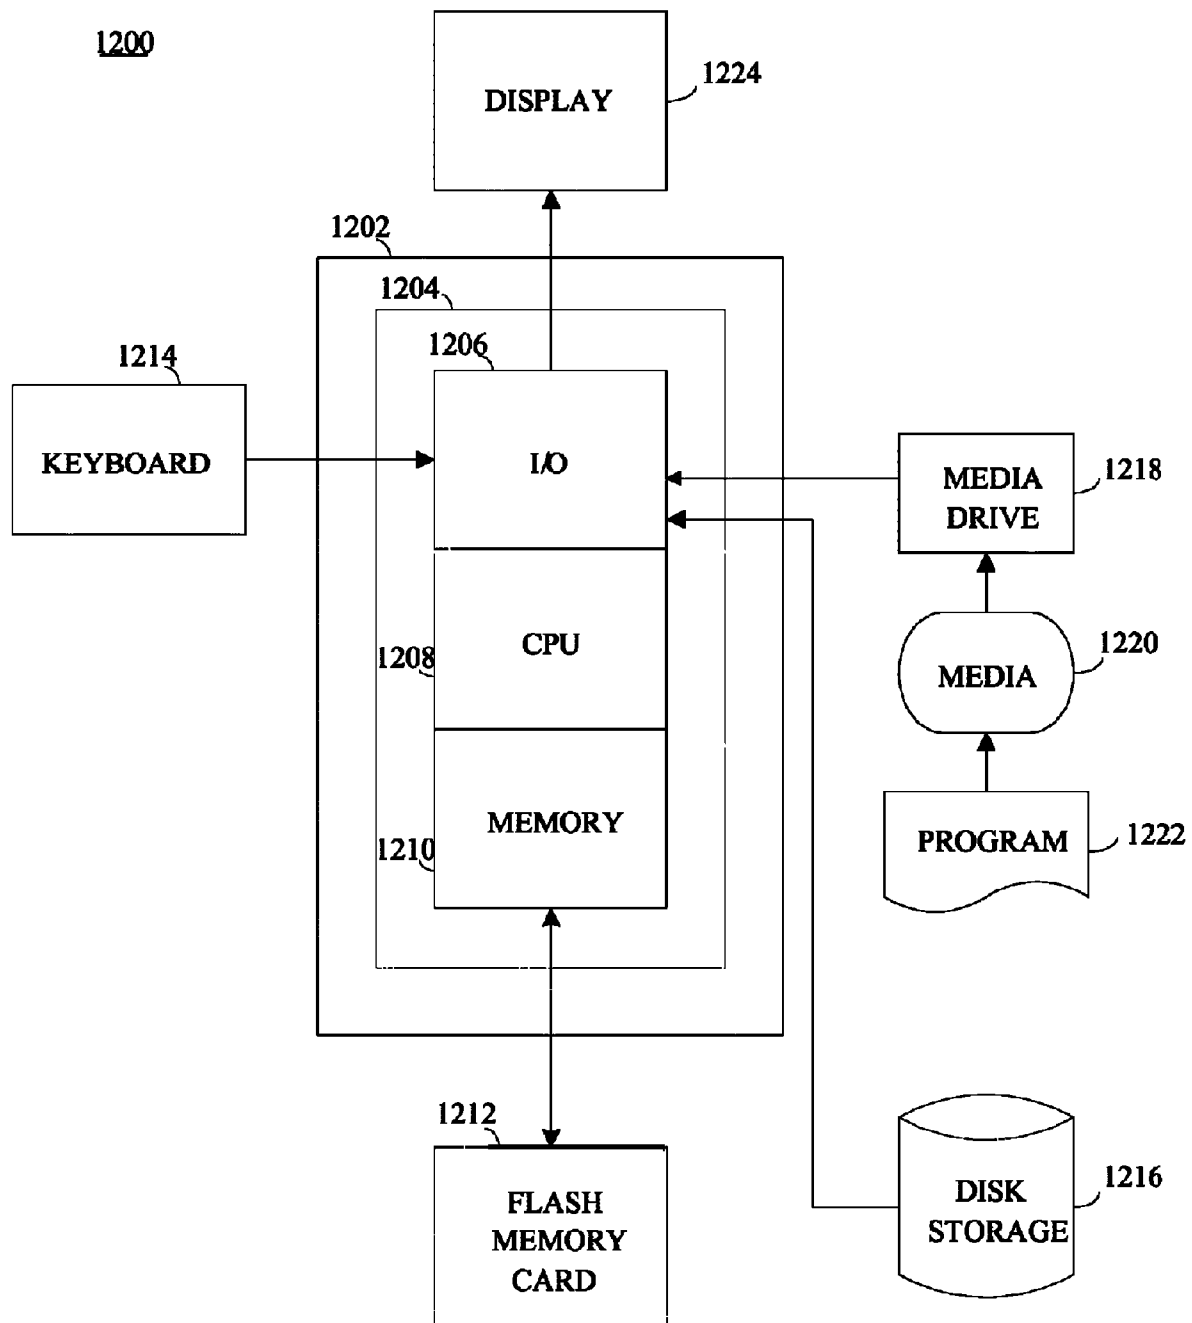 1200
DISPLAY
1224
1202
1204
1206
1214
KEYBOARD
I/O
MEDIA
DRIVE
1218
CPU
1208
MEDIA
1220
MEMORY
1210
PROGRAM
1222
1212
FLASH
MEMORY
CARD
DISK
STORAGE
1216